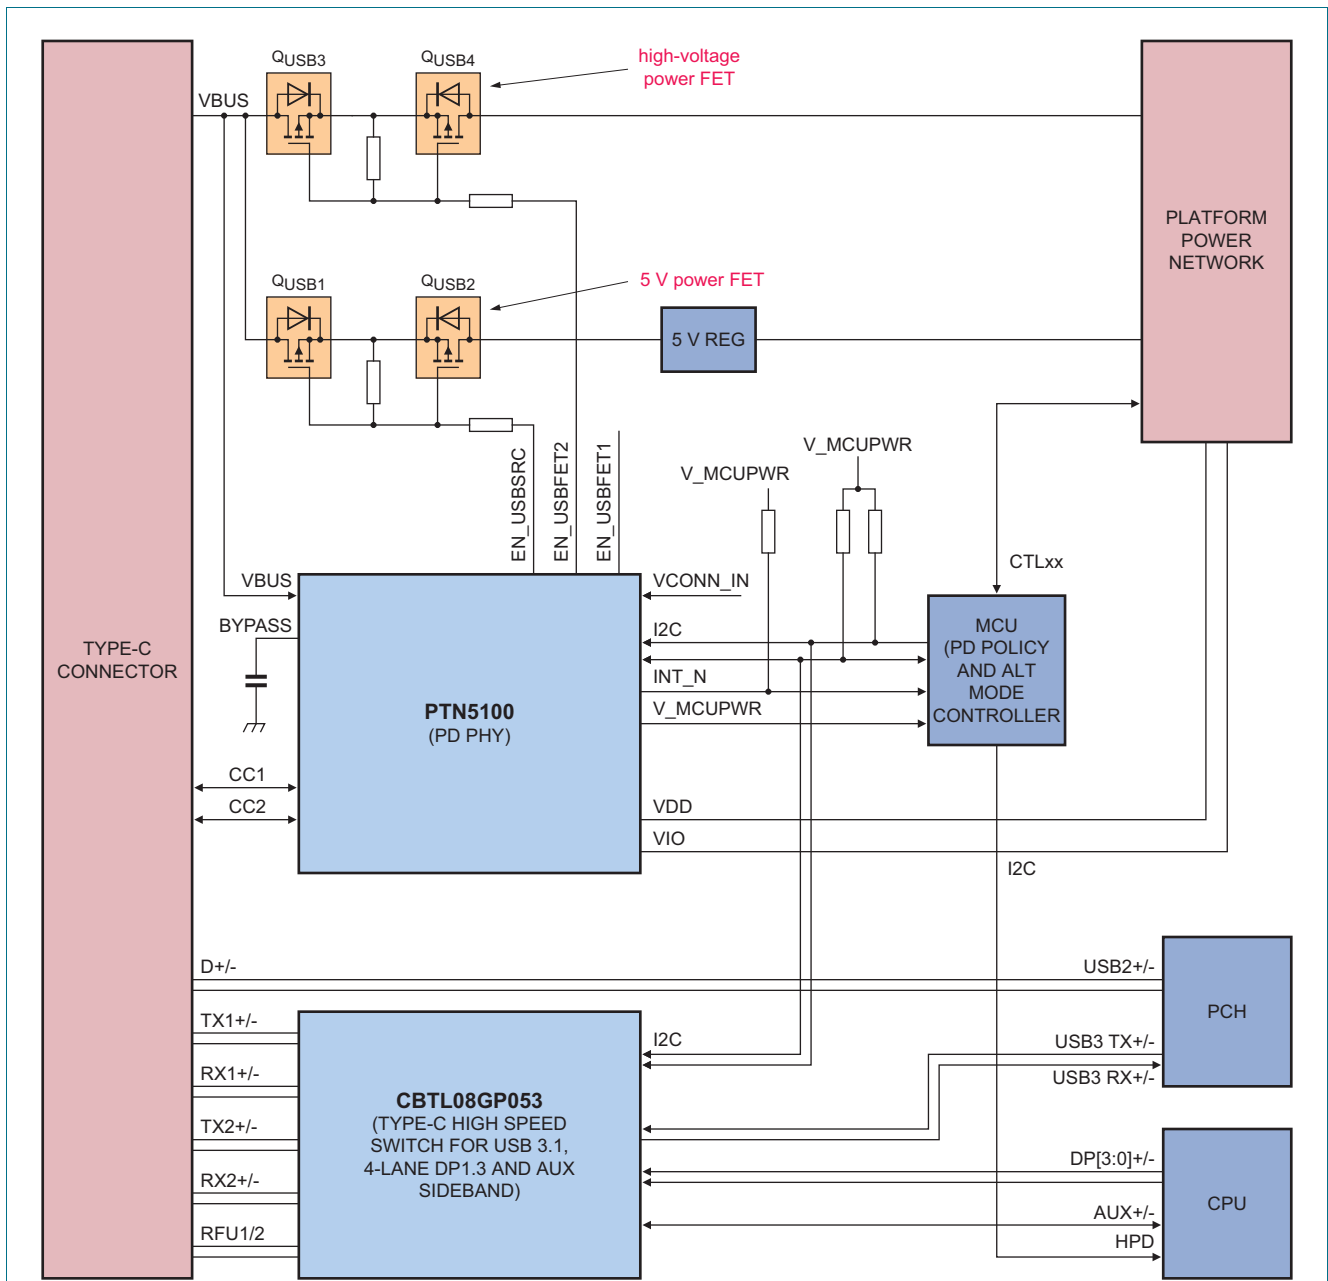 QUSB3
QUSB4
high-voltage
power FET
VBUS
PLATFORM
POWER
NETWORK
QUSB1
QUSB2
5 V power FET
5 V REG
V_MCUPWR
V_MCUPWR
EN_USBSRC
EN_USBFET2
EN_USBFET1
CTLxx
VBUS
VCONN_IN
BYPASS
I2C
MCU
(PD POLICY
AND ALT
MODE
CONTROLLER
TYPE-C
CONNECTOR
INT_N
V_MCUPWR
PTN5100
(PD PHY)
CC1
CC2
VDD
VIO
I2C
D+/-
USB2+/-
PCH
TX1+/-
I2C
USB3 TX+/-
USB3 RX+/-
RX1+/-
CBTL08GP053
(TYPE-C HIGH SPEED
SWITCH FOR USB 3.1,
4-LANE DP1.3 AND AUX
SIDEBAND)
TX2+/-
RX2+/-
RFU1/2
DP[3:0]+/-
CPU
AUX+/-
HPD